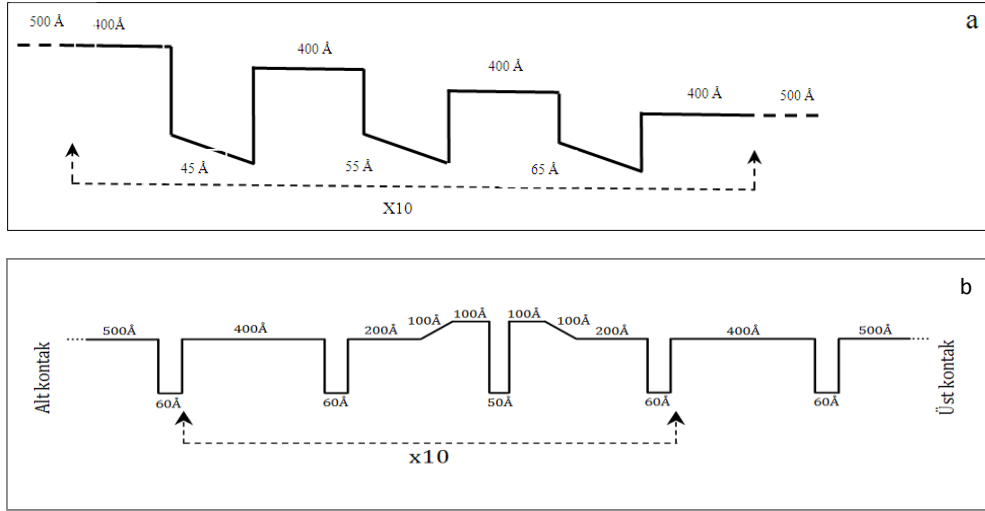 a
500 Å 400Å
400 Å
400 Å
400 Å 500 Å
45 Å 55 Å 65 Å
X10
b
100Å 100Å
500Å 400Å 200Å 100Å 100Å 200Å 400Å 500Å
Alt kontak
Üst kontak
60Å 60Å 50Å 60Å 60Å
x10